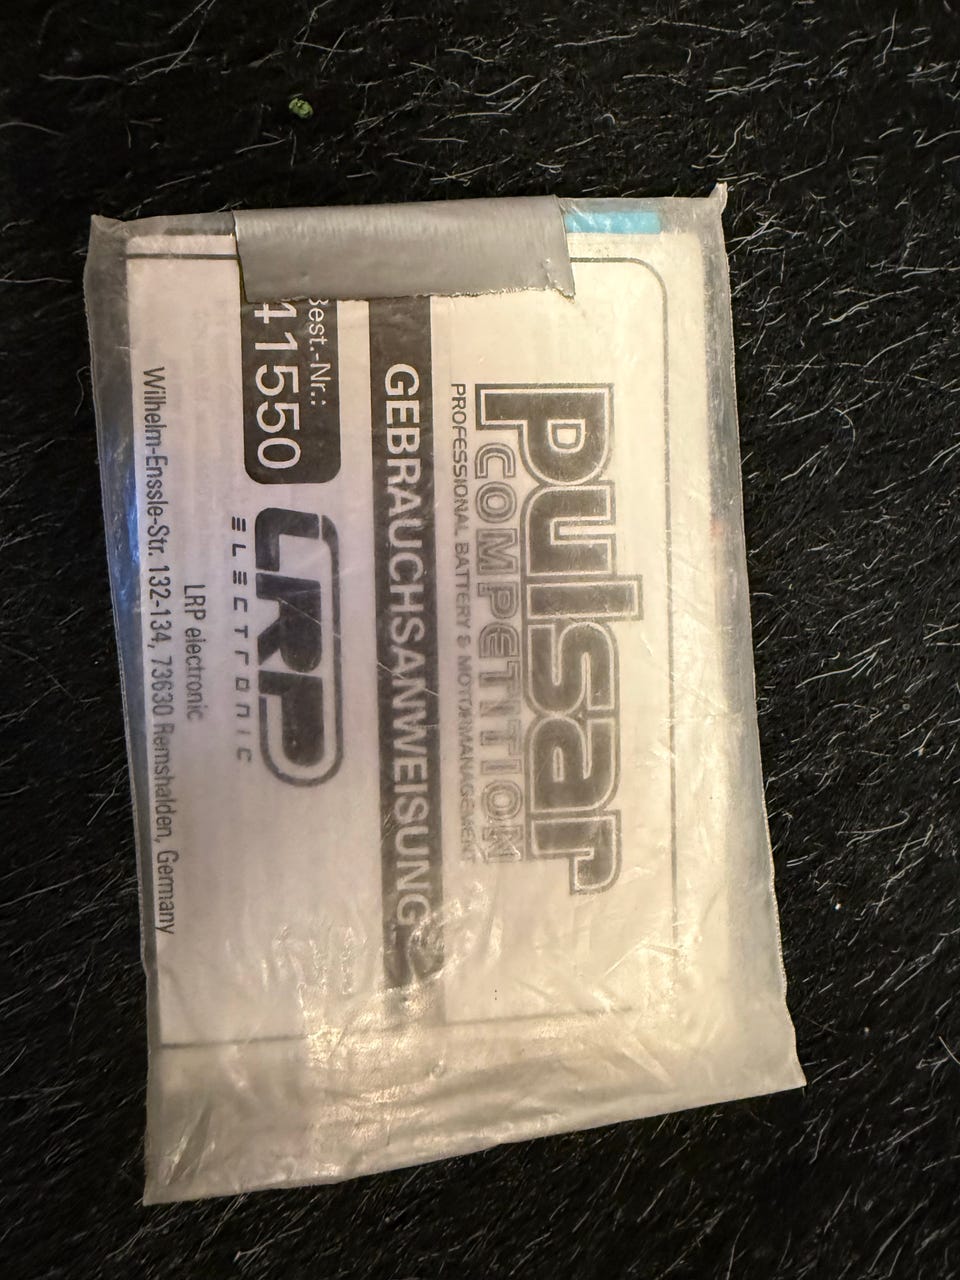 pulsar
COMPETITION
PROFESSIONAL BATTERY & MOTORMANAGEMENT
GEBRAUCHSANWEISUNG
Best.-Nr.:
41550
LRP
ELECTRONIC
LRP electronic
Wilhelm-Enssle-Str. 132-134, 73630 Remshalden, Germany